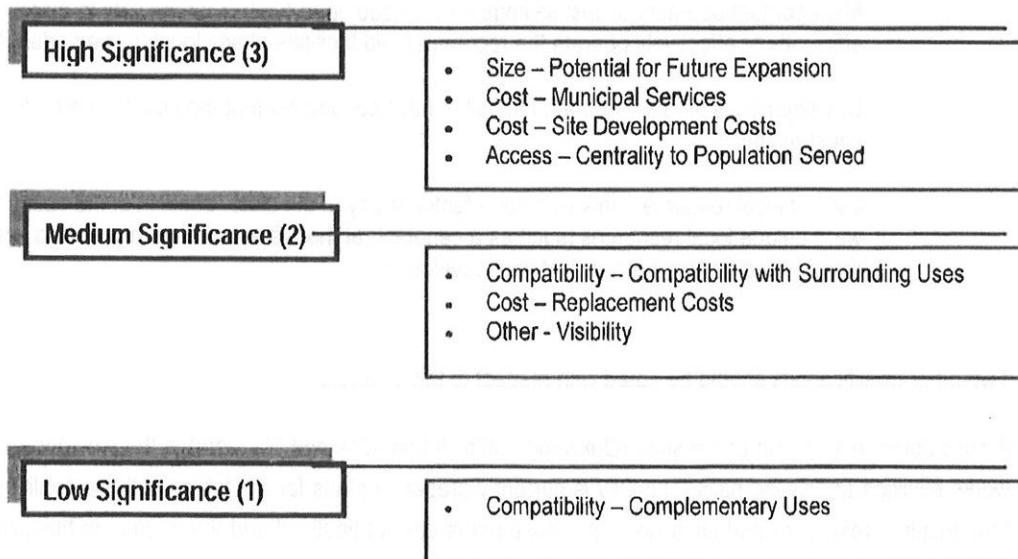 High Significance (3)
• Size – Potential for Future Expansion
• Cost – Municipal Services
• Cost – Site Development Costs
• Access – Centrality to Population Served
Medium Significance (2)
• Compatibility – Compatibility with Surrounding Uses
• Cost – Replacement Costs
• Other - Visibility
Low Significance (1)
• Compatibility – Complementary Uses